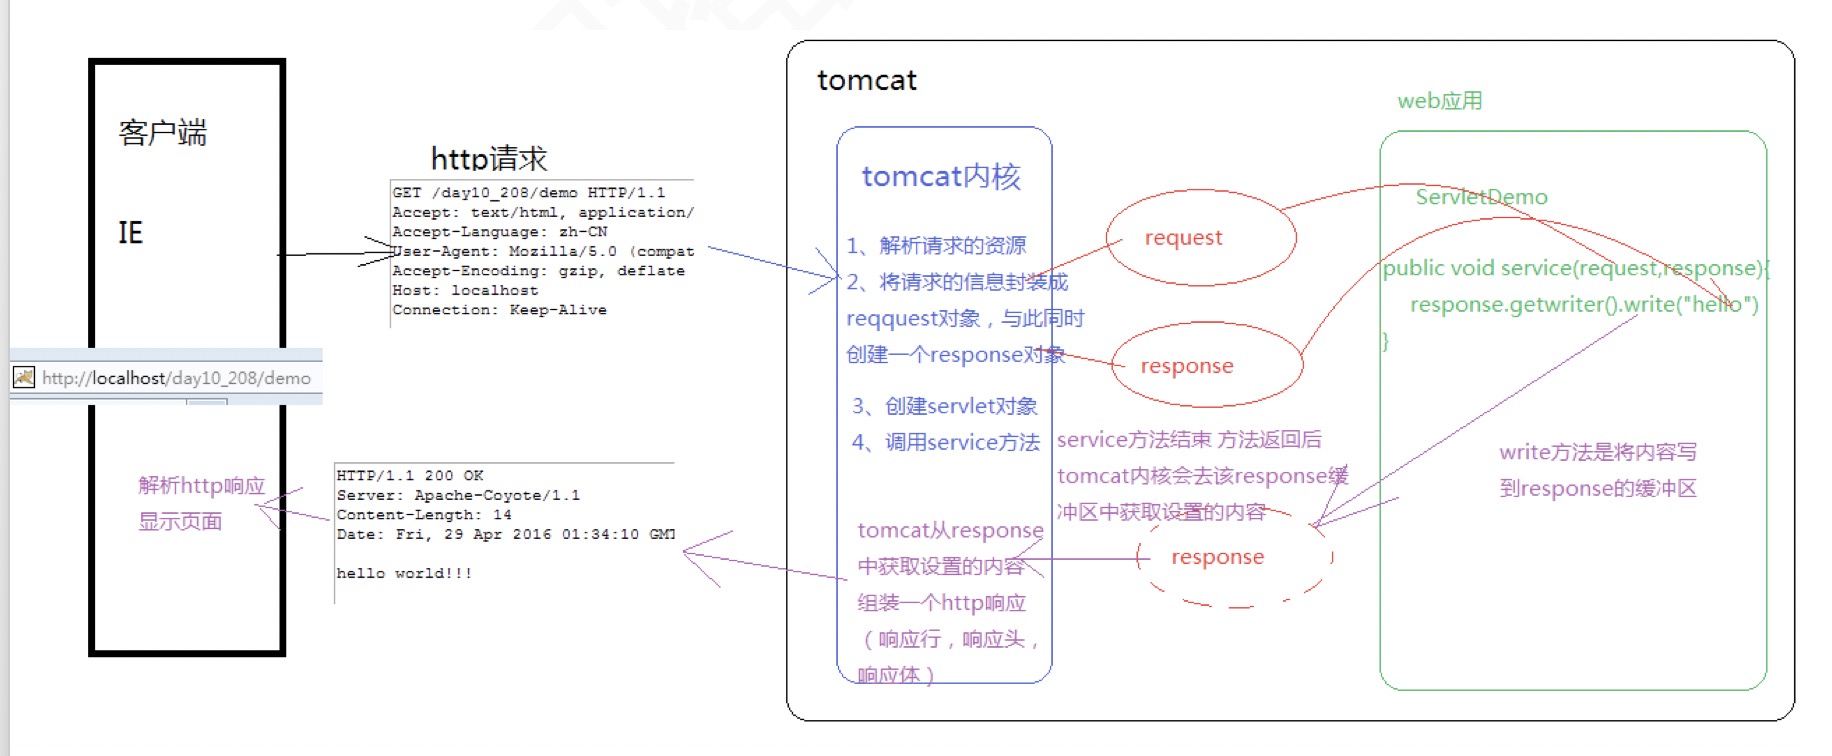 客户端
IE
http://localhost/day10_208/demo
解析http响应
显示页面
http请求
GET /day10_208/demo HTTP/1.1
Accept: text/html, application/
Accept-Language: zh-CN
User-Agent: Mozilla/5.0 (compat
Accept-Encoding: gzip, deflate
Host: localhost
Connection: Keep-Alive
HTTP/1.1 200 OK
Server: Apache-Coyote/1.1
Content-Length: 14
Date: Fri, 29 Apr 2016 01:34:10 GMT
hello world!!!
tomcat
tomcat内核
1、解析请求的资源
2、将请求的信息封装成
reqquest对象，与此同时
创建一个response对象
3、创建servlet对象
4、调用service方法
tomcat从response
中获取设置的内容
组装一个http响应
（响应行，响应头，
响应体）
request
response
service方法结束 方法返回后
tomcat内核会去该response缓
冲区中获取设置的内容
response
web应用
ServletDemo
public void service(request,response){
response.getwriter().write("hello")
}
write方法是将内容写
到response的缓冲区